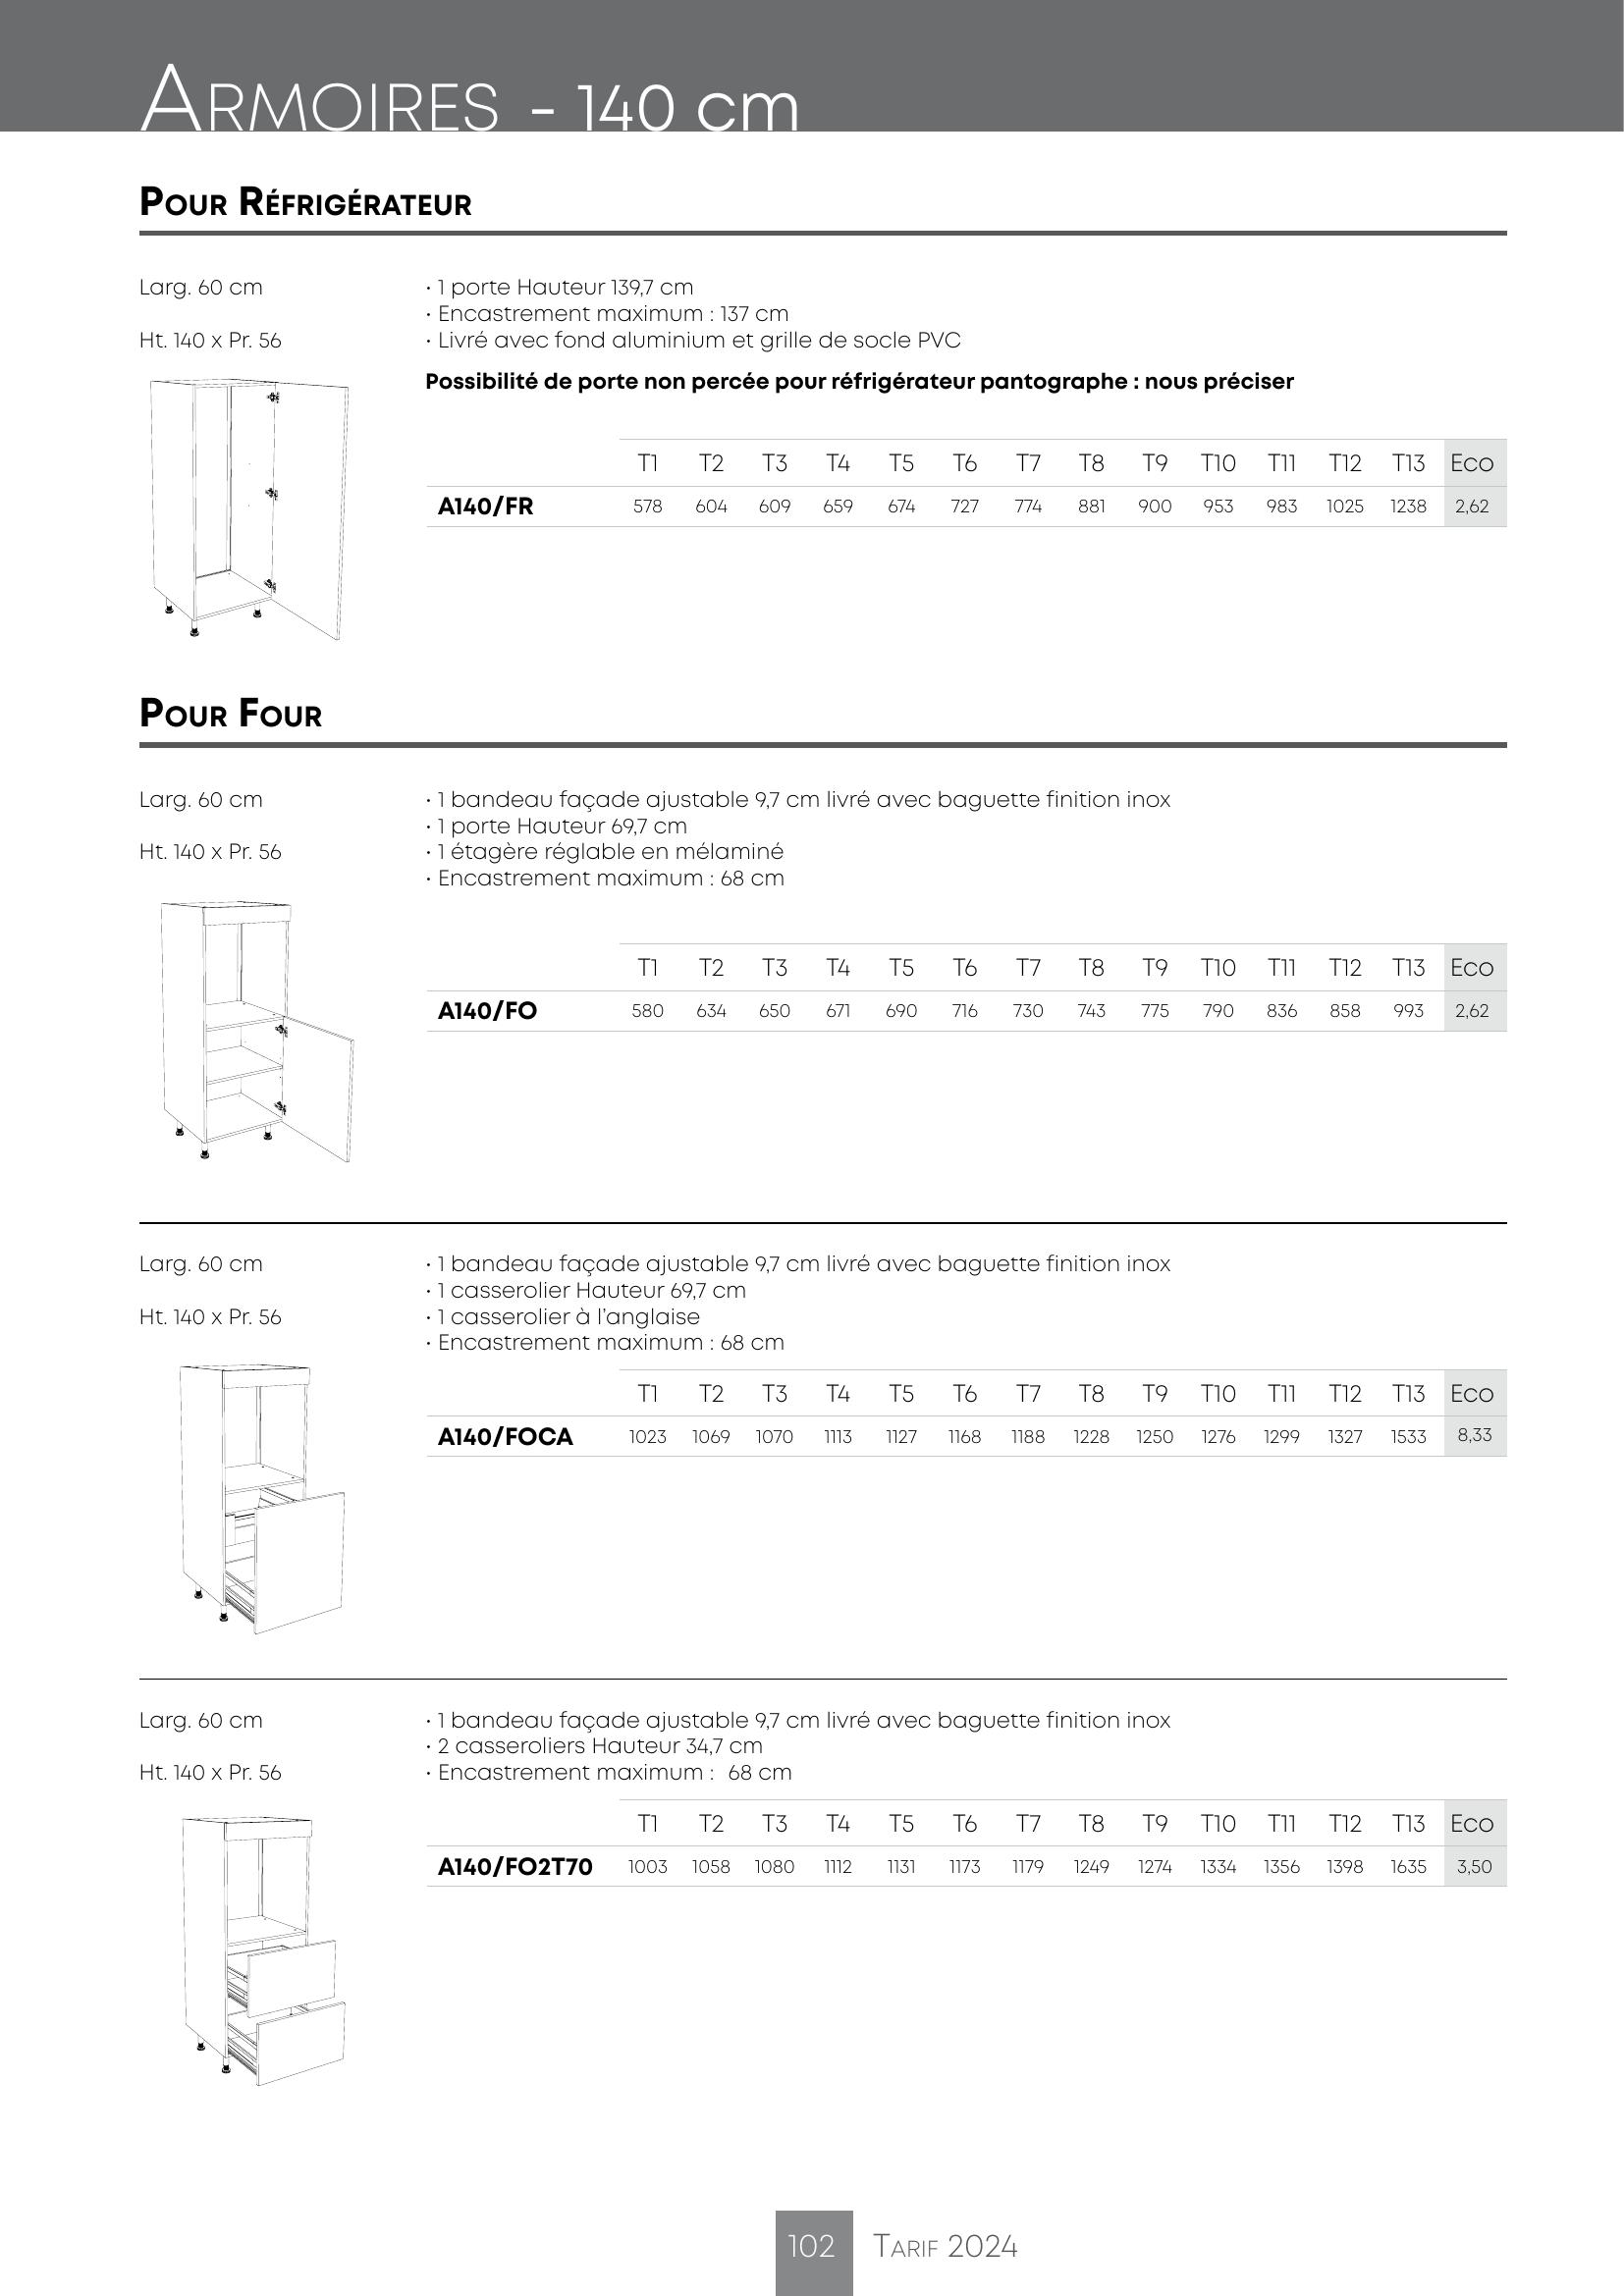 Armoires - 140 cm
Pour Réfrigérateur
Larg. 60 cm
Ht. 140 x Pr. 56
· 1 porte Hauteur 139,7 cm
· Encastrement maximum : 137 cm
· Livré avec fond aluminium et grille de socle PVC
Possibilité de porte non percée pour réfrigérateur pantographe : nous préciser
T1 T2 T3 T4 T5 T6 T7 T8 T9 T10 T11 T12 T13 Eco
A140/FR 578 604 609 659 674 727 774 881 900 953 983 1025 1238 2,62
Pour Four
Larg. 60 cm
Ht. 140 x Pr. 56
· 1 bandeau façade ajustable 9,7 cm livré avec baguette finition inox
· 1 porte Hauteur 69,7 cm
· 1 étagère réglable en mélaminé
· Encastrement maximum : 68 cm
T1 T2 T3 T4 T5 T6 T7 T8 T9 T10 T11 T12 T13 Eco
A140/FO 580 634 650 671 690 716 730 743 775 790 836 858 993 2,62
Larg. 60 cm
Ht. 140 x Pr. 56
· 1 bandeau façade ajustable 9,7 cm livré avec baguette finition inox
· 1 casserolier Hauteur 69,7 cm
· 1 casserolier à l’anglaise
· Encastrement maximum : 68 cm
T1 T2 T3 T4 T5 T6 T7 T8 T9 T10 T11 T12 T13 Eco
A140/FOCA 1023 1069 1070 1113 1127 1168 1188 1228 1250 1276 1299 1327 1533 8,33
Larg. 60 cm
Ht. 140 x Pr. 56
· 1 bandeau façade ajustable 9,7 cm livré avec baguette finition inox
· 2 casseroliers Hauteur 34,7 cm
· Encastrement maximum : 68 cm
T1 T2 T3 T4 T5 T6 T7 T8 T9 T10 T11 T12 T13 Eco
A140/FO2T70 1003 1058 1080 1112 1131 1173 1179 1249 1274 1334 1356 1398 1635 3,50
102 Tarif 2024